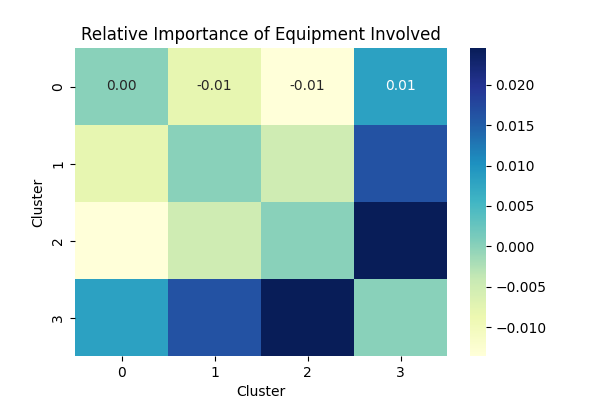 Relative Importance of Equipment Involved
0 0.00 -0.01 -0.01 0.01
1
2
3
Cluster
0 1 2 3
Cluster
0.020
0.015
0.010
0.005
0.000
−0.005
−0.010